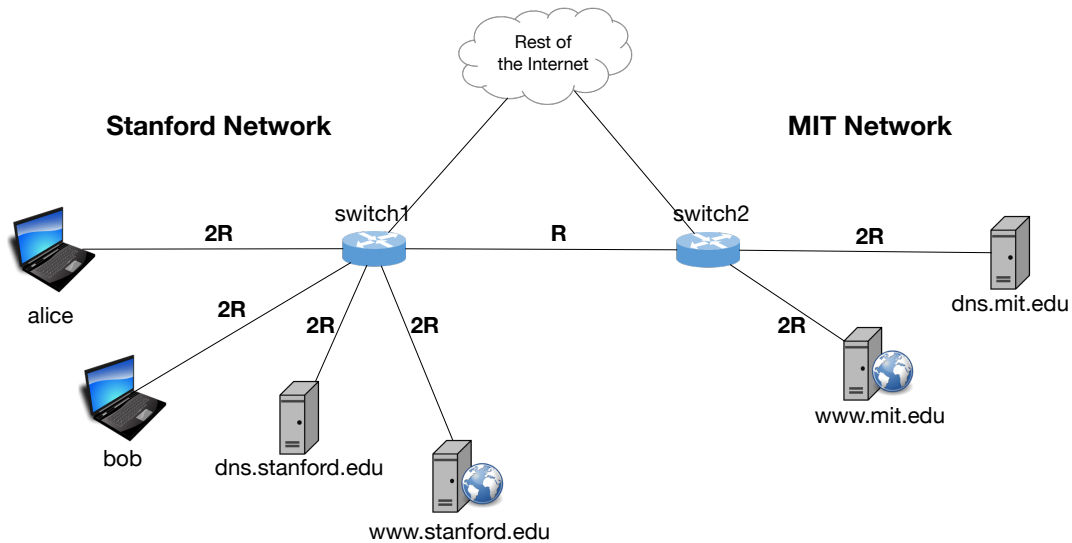 Rest of
the Internet
Stanford Network
MIT Network
switch1
switch2
2R
R
2R
alice
2R
2R
2R
2R
dns.mit.edu
www.mit.edu
bob
dns.stanford.edu
www.stanford.edu